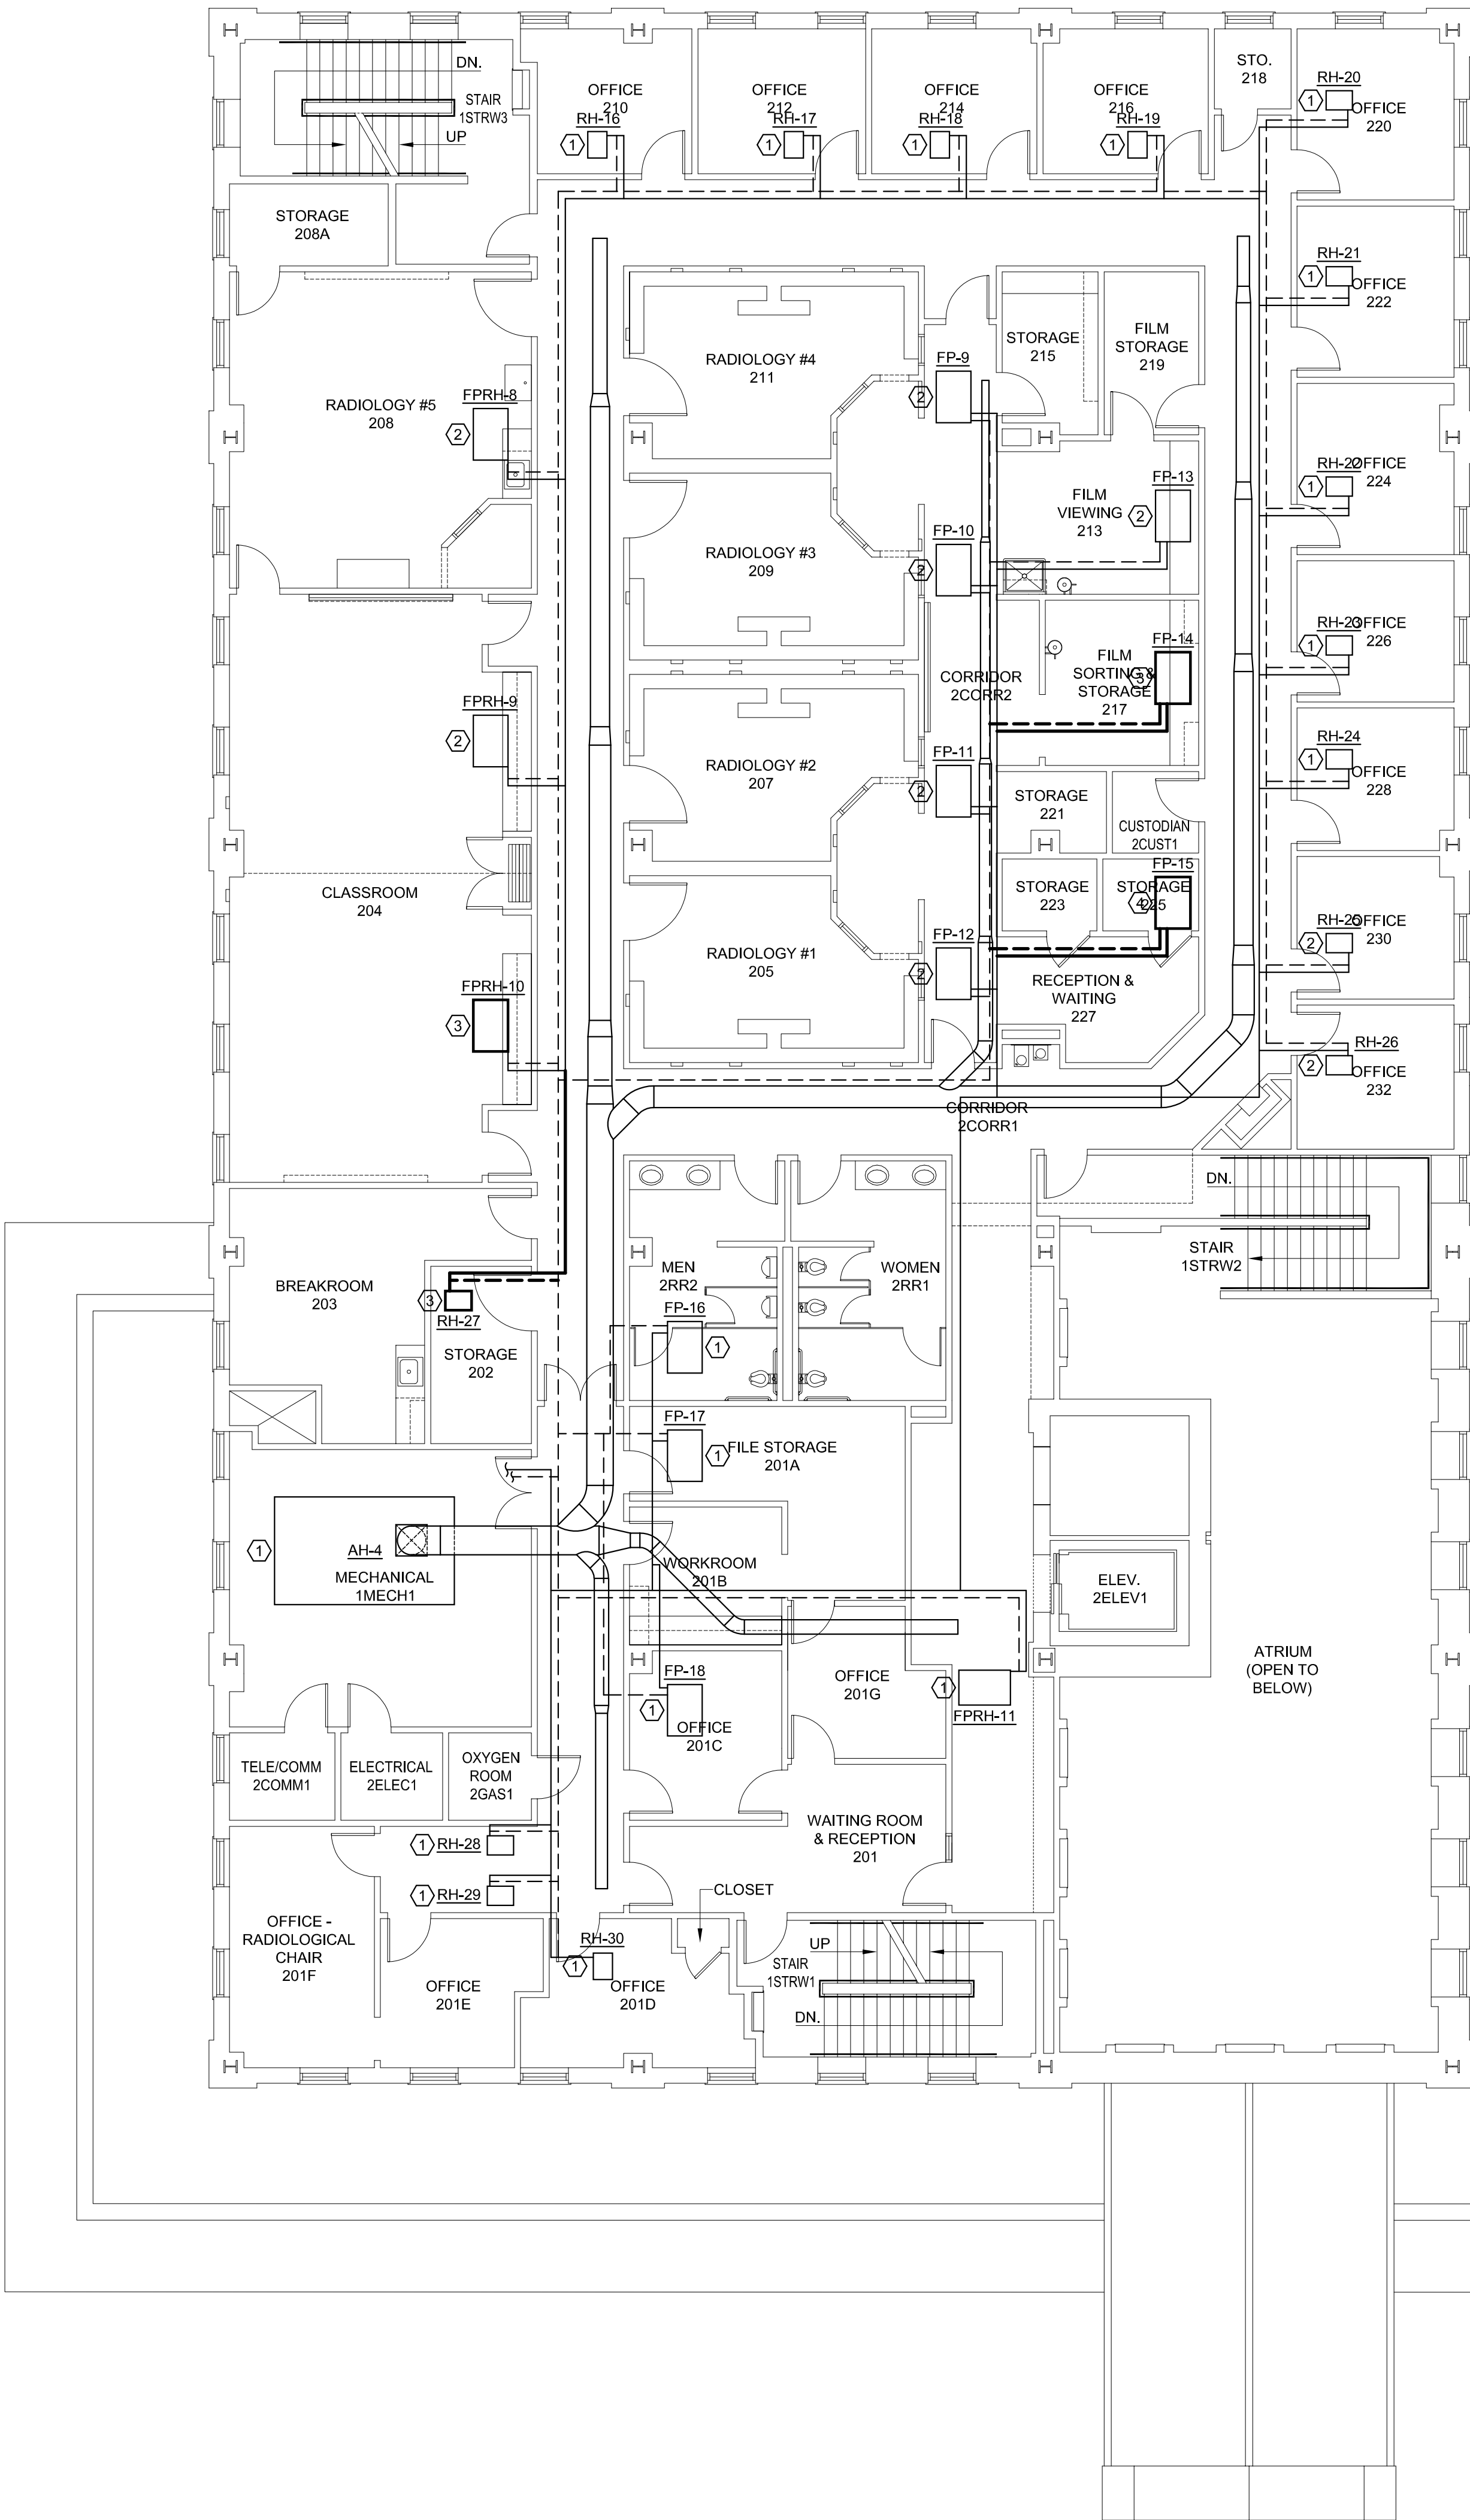 DN.
STAIR
1STRW3
UP
OFFICE
210
RH-16
1
OFFICE
212
RH-17
1
OFFICE
214
RH-18
1
OFFICE
216
RH-19
1
STO.
218
RH-20
1
OFFICE
220
STORAGE
208A
RH-21
1
OFFICE
222
RADIOLOGY #4
211
FP-9
2
STORAGE
215
FILM
STORAGE
219
RADIOLOGY #5
208
FPRH-8
2
RH-22
1
OFFICE
224
FP-13
2
FILM
VIEWING
213
RADIOLOGY #3
209
FP-10
2
RH-23
1
OFFICE
226
FP-14
3
FILM
SORTING &
STORAGE
217
CORRIDOR
2CORR2
FPRH-9
2
RADIOLOGY #2
207
FP-11
2
RH-24
1
OFFICE
228
STORAGE
221
CUSTODIAN
2CUST1
CLASSROOM
204
STORAGE
223
FP-15
4
STORAGE
225
RH-25
2
OFFICE
230
RADIOLOGY #1
205
FP-12
2
RECEPTION &
WAITING
227
FPRH-10
3
RH-26
2
OFFICE
232
CORRIDOR
2CORR1
DN.
STAIR
1STRW2
MEN
2RR2
WOMEN
2RR1
BREAKROOM
203
3
RH-27
STORAGE
202
FP-16
1
FP-17
1
FILE STORAGE
201A
AH-4
1
MECHANICAL
1MECH1
WORKROOM
201B
ELEV.
2ELEV1
ATRIUM
(OPEN TO
BELOW)
FP-18
1
OFFICE
201C
OFFICE
201G
1
FPRH-11
TELE/COMM
2COMM1
ELECTRICAL
2ELEC1
OXYGEN
ROOM
2GAS1
WAITING ROOM
& RECEPTION
201
1
RH-28
1
RH-29
CLOSET
OFFICE -
RADIOLOGICAL
CHAIR
201F
OFFICE
201E
RH-30
1
OFFICE
201D
UP
STAIR
1STRW1
DN.